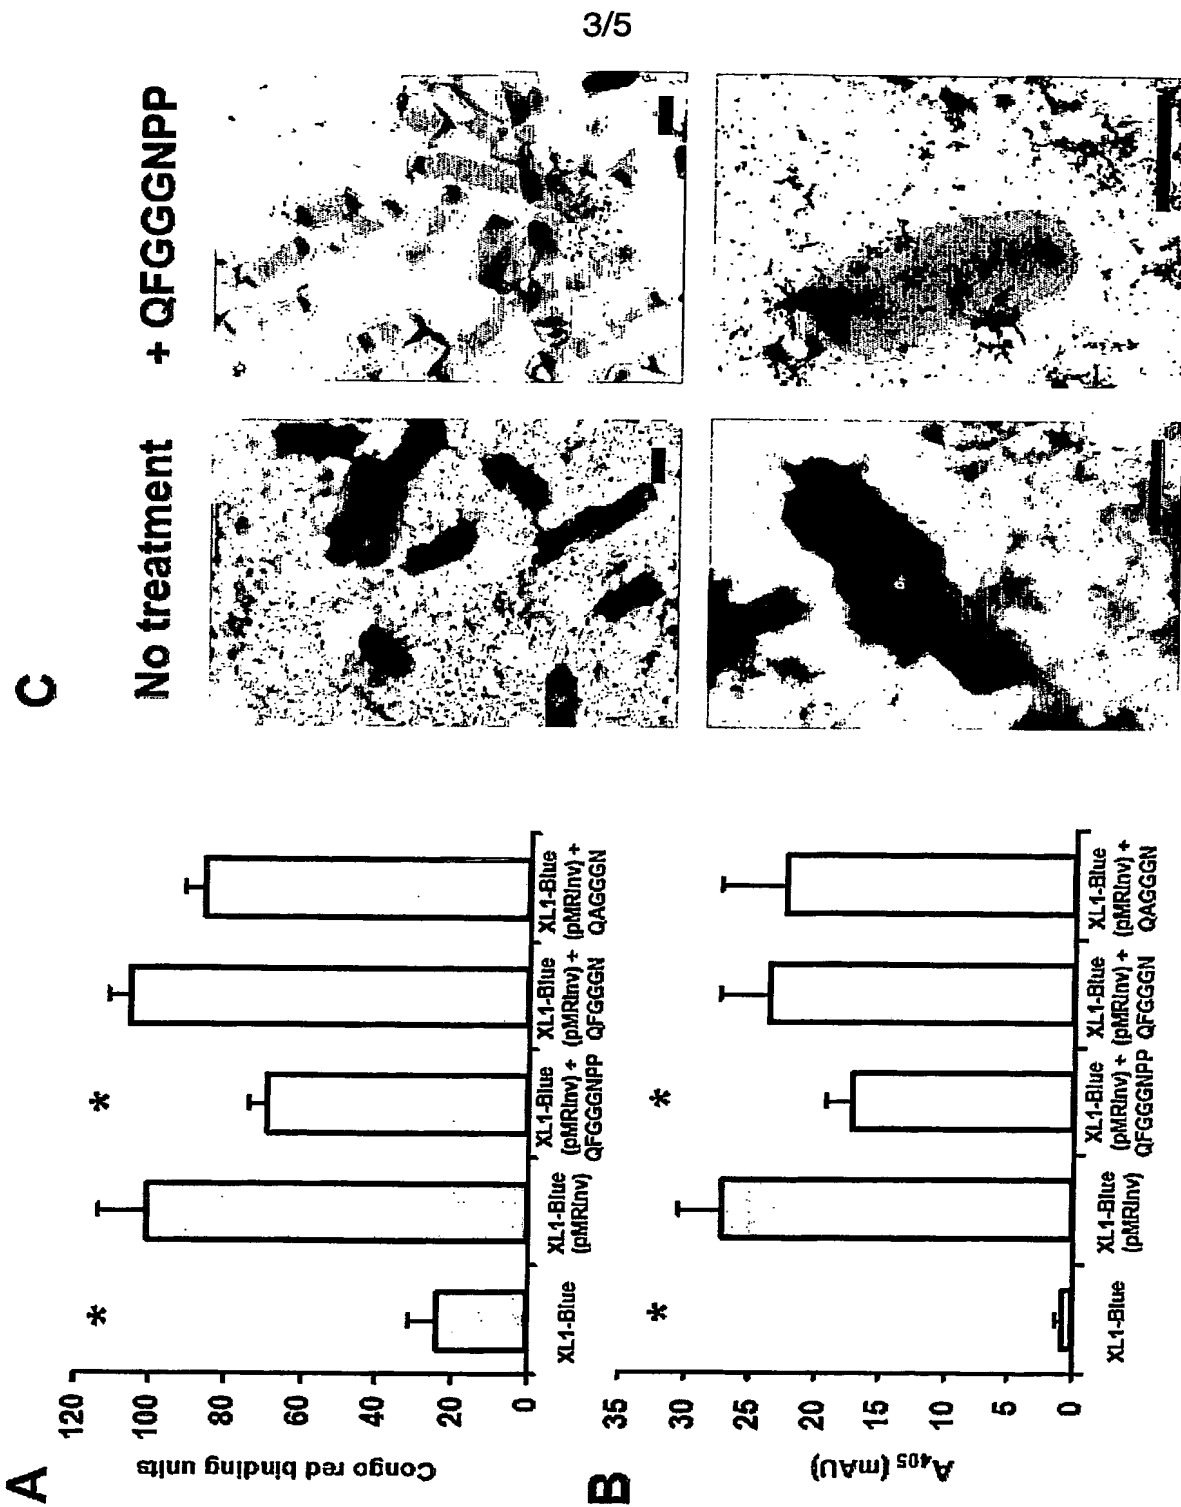 3/5
A
Congo red binding units
120
100
80
60
40
20
0
*
*
XL1-Blue
XL1-Blue
(pMRInv)
XL1-Blue
(pMRInv) +
QFGGGNPP
XL1-Blue
(pMRInv) +
QFGGGN
XL1-Blue
(pMRInv) +
QAGGGN
B
A405 (mAU)
35
30
25
20
15
10
5
0
*
*
XL1-Blue
XL1-Blue
(pMRInv)
XL1-Blue
(pMRInv) +
QFGGGNPP
XL1-Blue
(pMRInv) +
QFGGGN
XL1-Blue
(pMRInv) +
QAGGGN
C
No treatment
+ QFGGGNPP